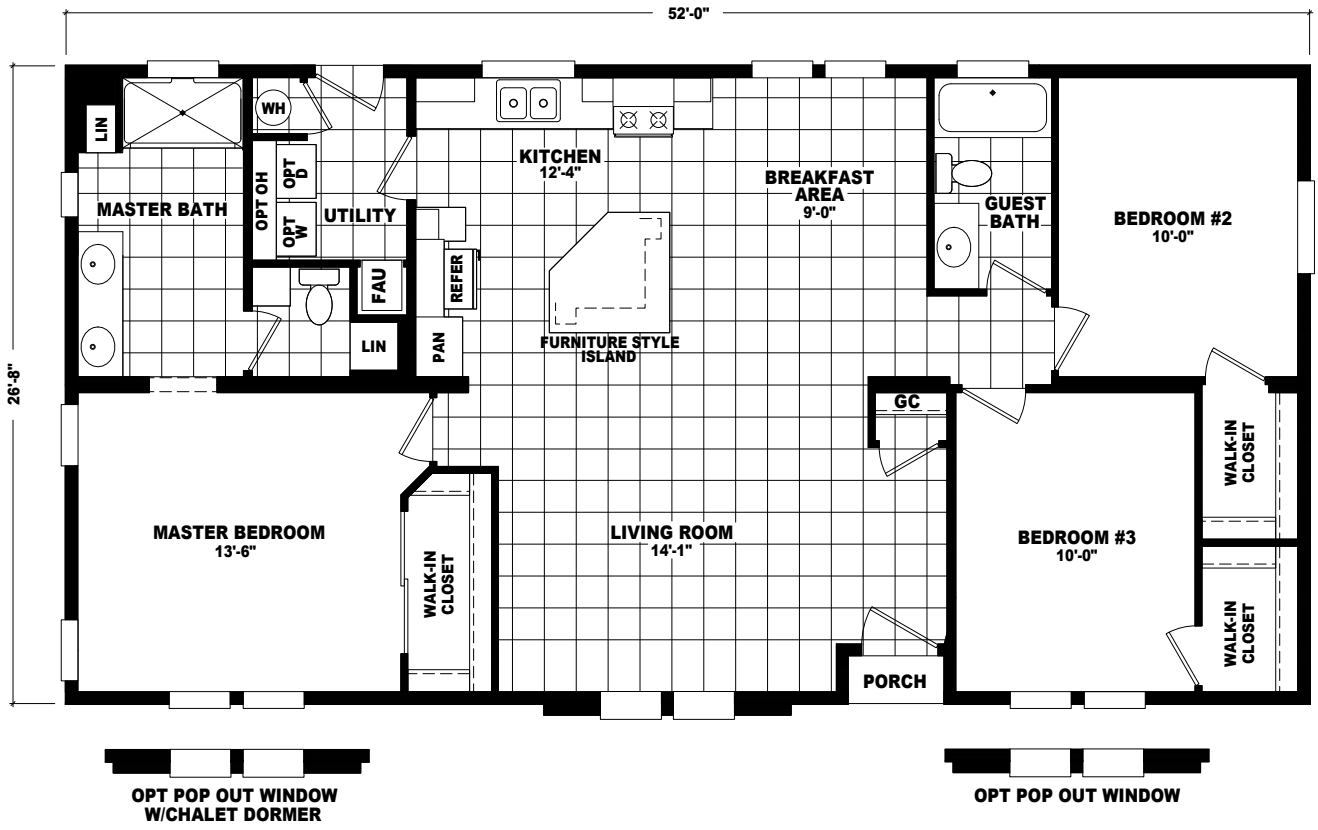 52'-0"
26'-8"
LIN
WH
OPT OH
OPT
D
OPT
W
UTILITY
MASTER BATH
FAU
LIN
KITCHEN
12'-4"
REFER
PAN
FURNITURE STYLE
ISLAND
BREAKFAST
AREA
9'-0"
GUEST
BATH
BEDROOM #2
10'-0"
GC
WALK-IN
CLOSET
MASTER BEDROOM
13'-6"
WALK-IN
CLOSET
LIVING ROOM
14'-1"
BEDROOM #3
10'-0"
WALK-IN
CLOSET
PORCH
OPT POP OUT WINDOW
W/CHALET DORMER
OPT POP OUT WINDOW